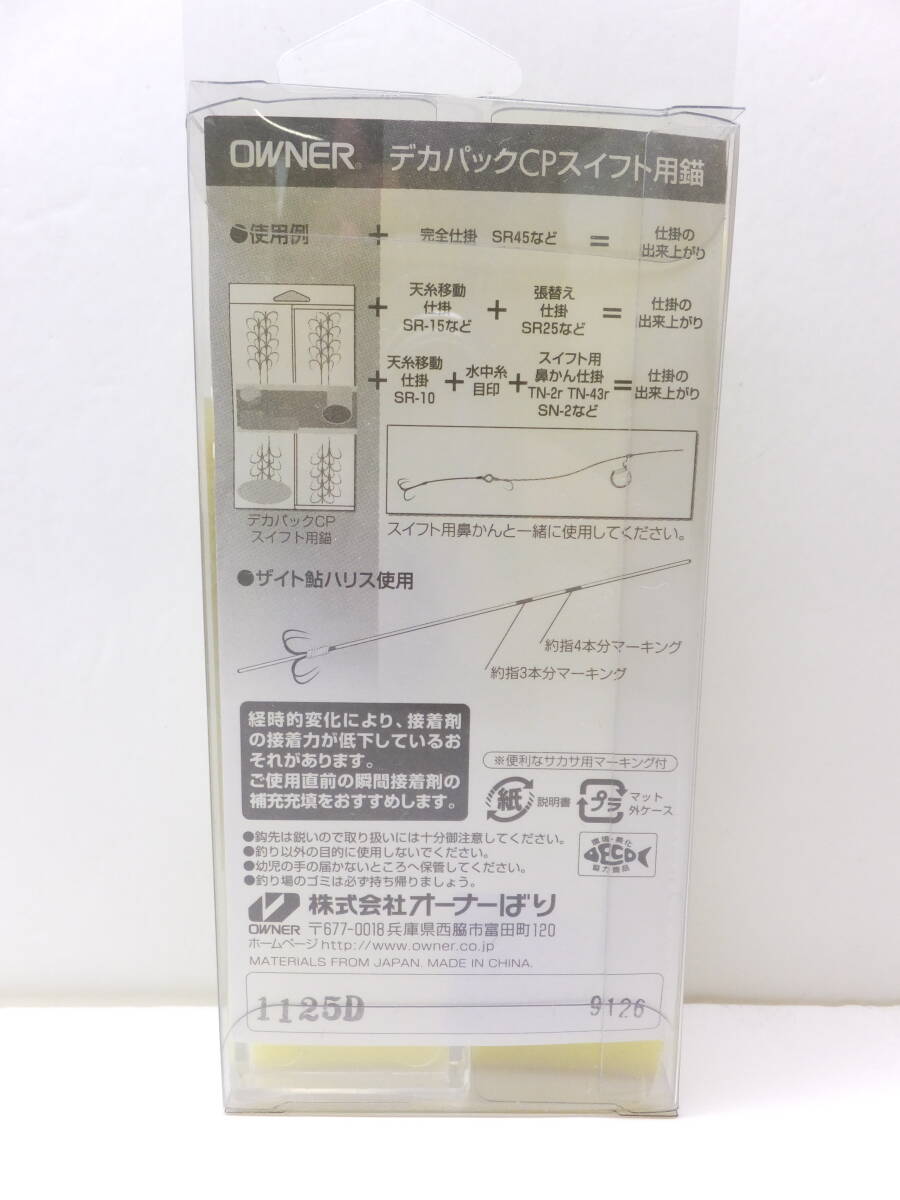 OWNER® デカパックCPスイフト用錨
●使用例
+ 完全仕掛 SR45など = 仕掛の
出来上がり
+ 天糸移動
仕掛
SR-15など
+ 張替え
仕掛
SR25など
= 仕掛の
出来上がり
+ 天糸移動
仕掛
SR-10
+ 水中糸
目印
+ スイフト用
鼻かん仕掛
TN-2r TN-43r
SN-2など
= 仕掛の
出来上がり
デカパックCP
スイフト用錨
スイフト用鼻かんと一緒に使用してください。
●ザイト鮎ハリス使用
約指4本分マーキング
約指3本分マーキング
経時的変化により、接着剤
の接着力が低下しているお
それがあります。
ご使用直前の瞬間接着剤の
補充充填をおすすめします。
※便利なサカサ用マーキング付
紙 説明書
プラ マット
外ケース
環境・美化
ECO
協力商品
●鈎先は鋭いので取り扱いには十分御注意してください。
●釣り以外の目的に使用しないでください。
●幼児の手の届かないところへ保管してください。
●釣り場のゴミは必ず持ち帰りましょう。
株式会社オーナーばり
OWNER 〒677-0018 兵庫県西脇市富田町120
ホームページ http://www.owner.co.jp
MATERIALS FROM JAPAN. MADE IN CHINA.
1125D 9126